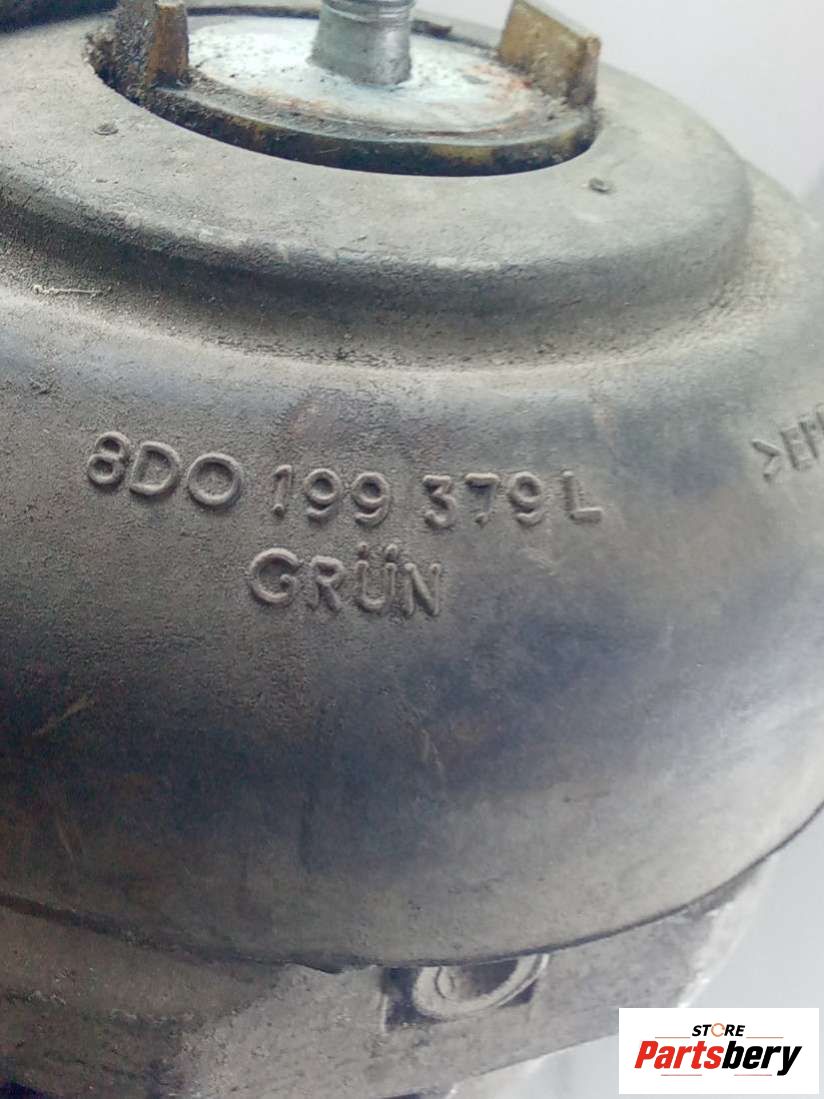 8D0 199 379 L
GRÜN
STORE
Partsbery